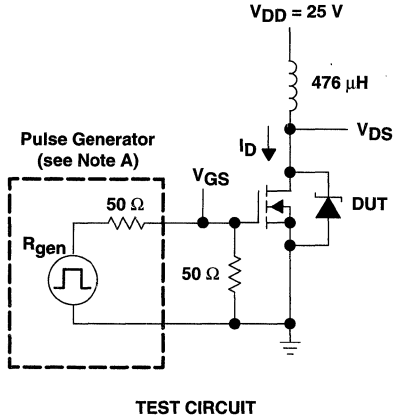 VDD = 25 V
476 μH
VDS
ID
Pulse Generator
(see Note A)
VGS
50 Ω
DUT
Rgen
50 Ω
TEST CIRCUIT